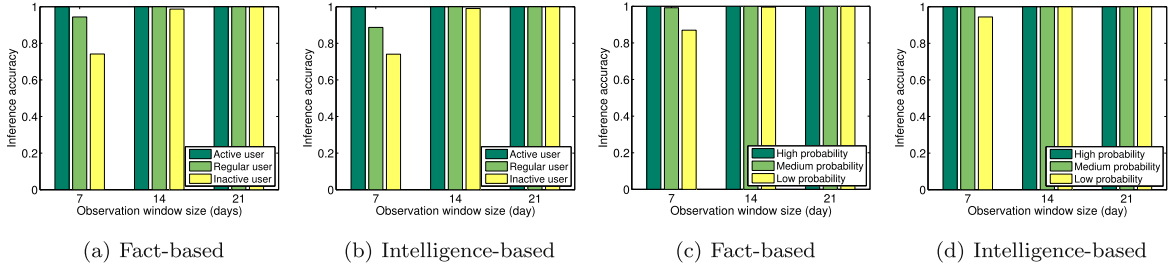 1
0.8
0.6
0.4
0.2
0
Inference accuracy
Active user
Regular user
Inactive user
7
14
21
Observation window size (days)
(a) Fact-based
1
0.8
0.6
0.4
0.2
0
Inference accuracy
Active user
Regular user
Inactive user
7
14
21
Observation window size (day)
(b) Intelligence-based
1
0.8
0.6
0.4
0.2
0
Inference accuracy
High probability
Medium probability
Low probability
7
14
21
Observation window size (day)
(c) Fact-based
1
0.8
0.6
0.4
0.2
0
Inference accuracy
High probability
Medium probability
Low probability
7
14
21
Observation window size (day)
(d) Intelligence-based